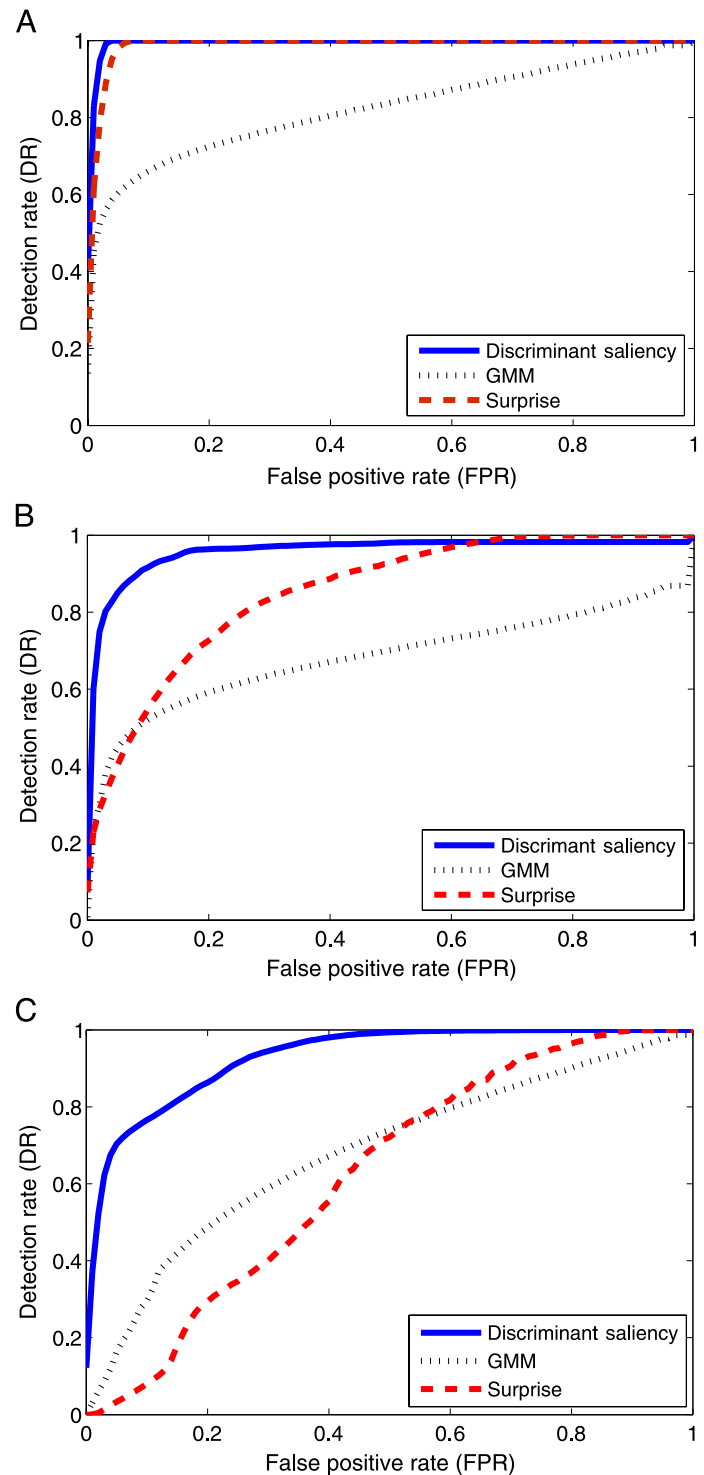 A
1
0.8
0.6
0.4
0.2
0
Detection rate (DR)
Discriminant saliency
GMM
Surprise
0 0.2 0.4 0.6 0.8 1
False positive rate (FPR)
B
1
0.8
0.6
0.4
0.2
0
Detection rate (DR)
Discrimant saliency
GMM
Surprise
0 0.2 0.4 0.6 0.8 1
False positive rate (FPR)
C
1
0.8
0.6
0.4
0.2
0
Detection rate (DR)
Discriminant saliency
GMM
Surprise
0 0.2 0.4 0.6 0.8 1
False positive rate (FPR)